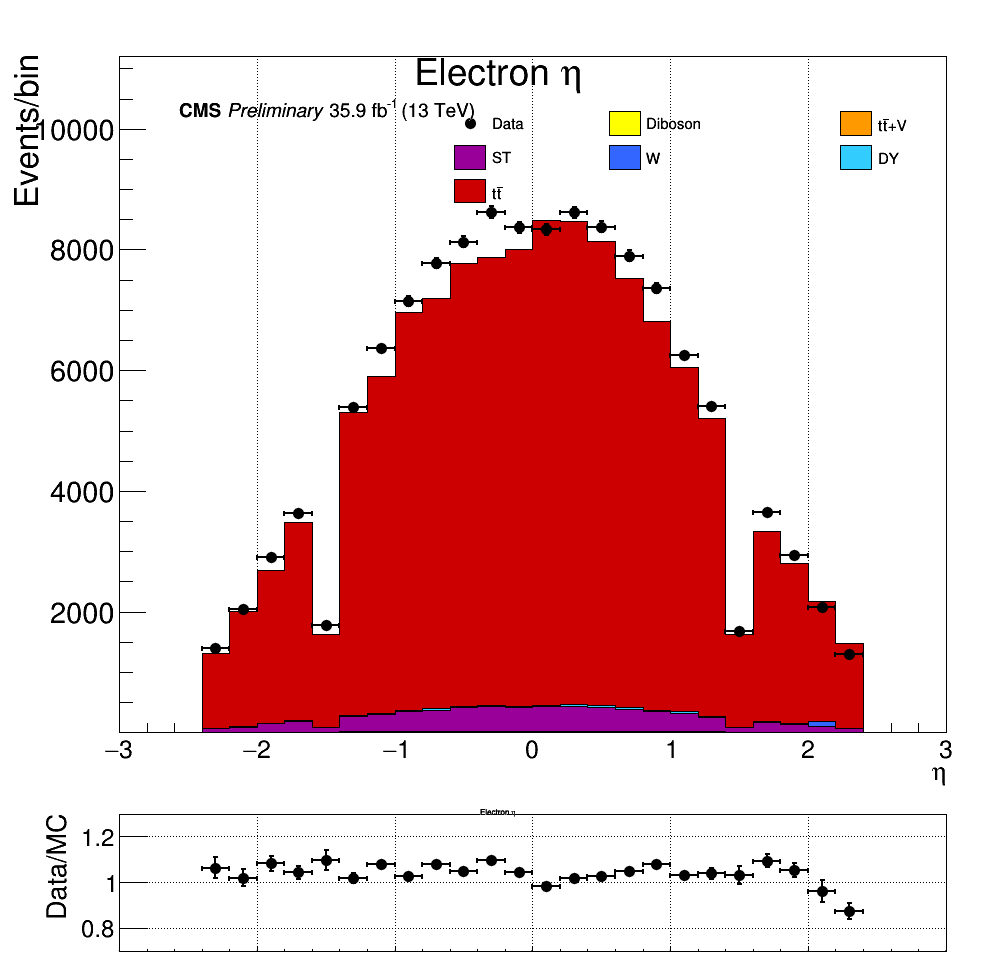 Electron η
CMS Preliminary 35.9 fb⁻¹ (13 TeV)
Events/bin
Data
Diboson
tt̄+V
ST
W
DY
tt̄
10000
8000
6000
4000
2000
−3 −2 −1 0 1 2 3
η
Electron η
Data/MC
1.2
1
0.8